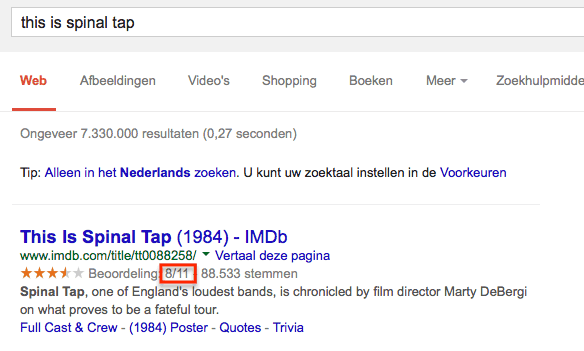 this is spinal tap
Web Afbeeldingen Video's Shopping Boeken Meer Zoekhulpmidde
Ongeveer 7.330.000 resultaten (0,27 seconden)
Tip: Alleen in het Nederlands zoeken. U kunt uw zoektaal instellen in de Voorkeuren
This Is Spinal Tap (1984) - IMDb
www.imdb.com/title/tt0088258/ Vertaal deze pagina
Beoordeling: 8/11 - 88.533 stemmen
Spinal Tap, one of England's loudest bands, is chronicled by film director Marty DeBergi
on what proves to be a fateful tour.
Full Cast & Crew - (1984) Poster - Quotes - Trivia